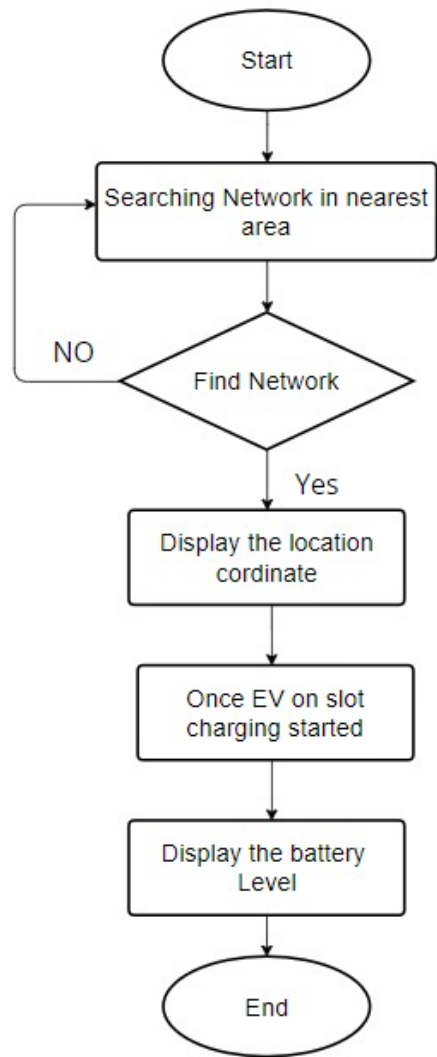 Start
Searching Network in nearest
area
NO
Find Network
Yes
Display the location
cordinate
Once EV on slot
charging started
Display the battery
Level
End